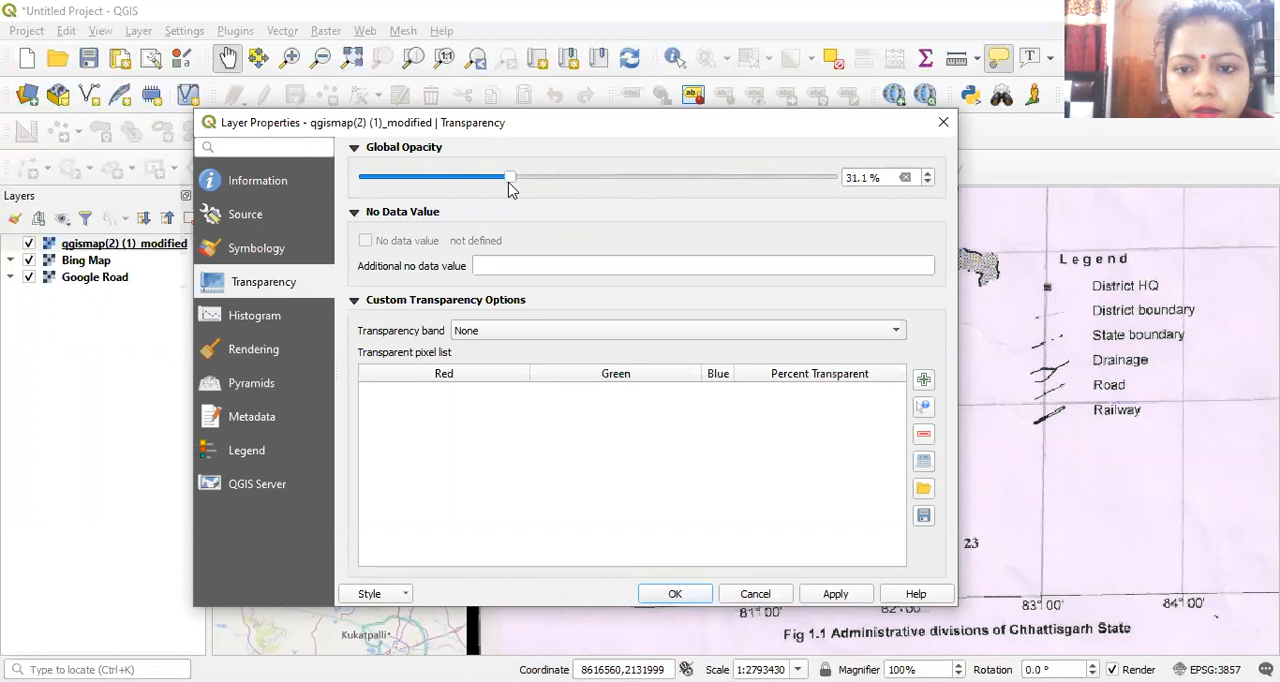 *Untitled Project - QGIS
Project Edit View Layer Settings Plugins Vector Raster Web Mesh Help
Layer Properties - qgismap(2) (1)_modified | Transparency
Global Opacity
31.1 %
Information
Source
Symbology
Transparency
Histogram
Rendering
Pyramids
Metadata
Legend
QGIS Server
No Data Value
No data value not defined
Additional no data value
Custom Transparency Options
Transparency band None
Transparent pixel list
Red Green Blue Percent Transparent
Style OK Cancel Apply Help
Layers
qgismap(2) (1)_modified
Bing Map
Google Road
Legend
District HQ
District boundary
State boundary
Drainage
Road
Railway
23
81°00' 82°00' 83°00' 84°00'
Fig 1.1 Administrative divisions of Chhattisgarh State
Kukatpalli
Type to locate (Ctrl+K) Coordinate 8616560,2131999 Scale 1:2793430 Magnifier 100% Rotation 0.0 ° Render EPSG:3857